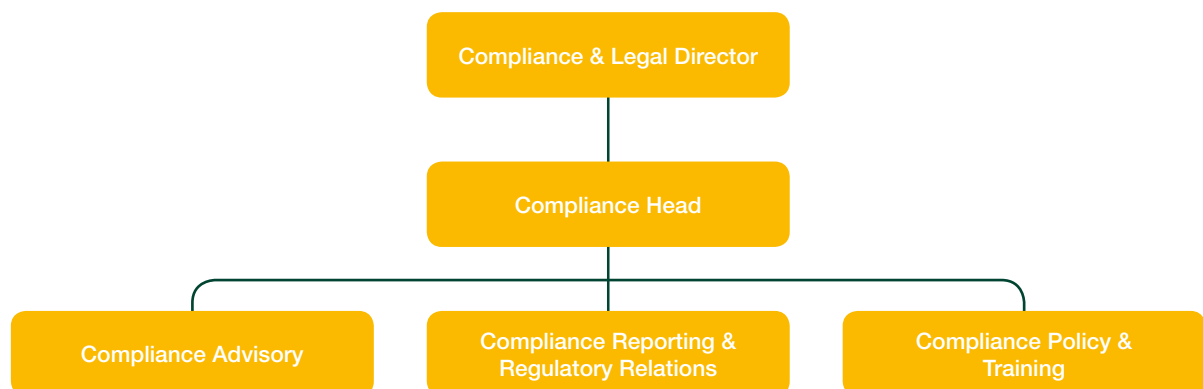 Compliance & Legal Director
Compliance Head
Compliance Advisory
Compliance Reporting &
Regulatory Relations
Compliance Policy &
Training